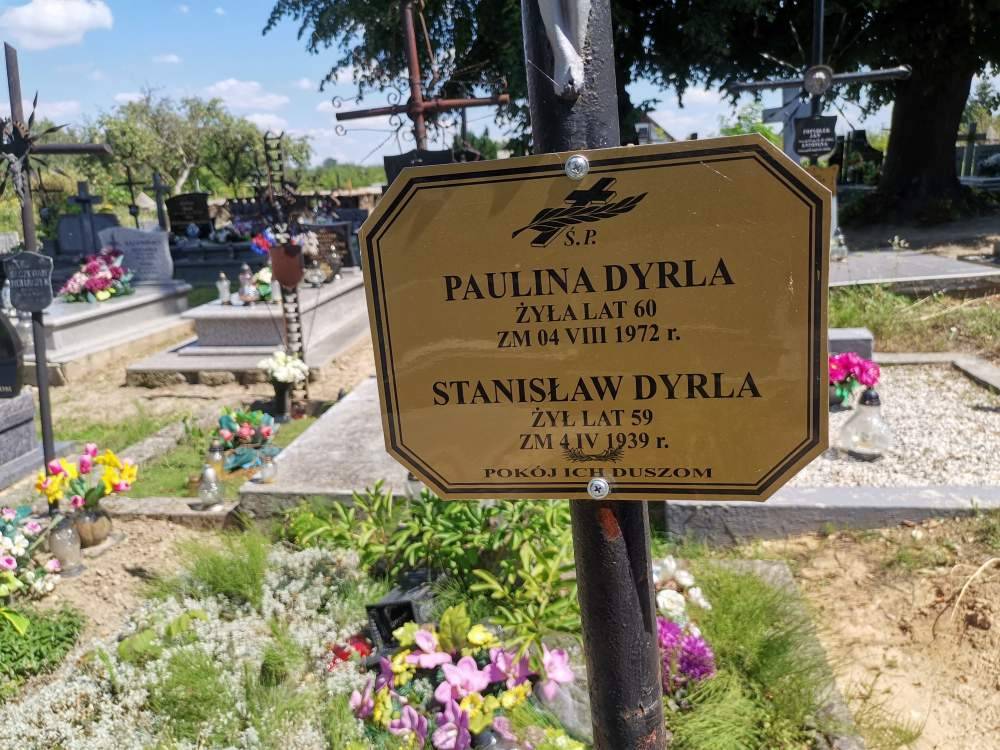 Ś.P.
PAULINA DYRLA
ŻYŁA LAT 60
ZM 04 VIII 1972 r.
STANISŁAW DYRLA
ŻYŁ LAT 59
ZM 4 IV 1939 r.
POKÓJ ICH DUSZOM